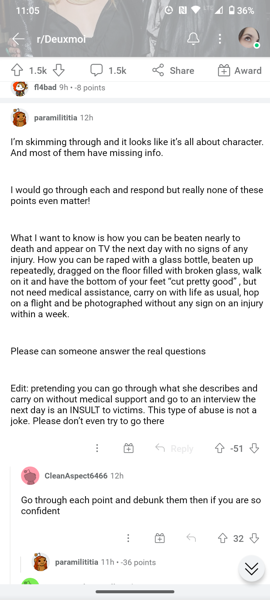 11:05
36%
r/Deuxmoi
1.5k
1.5k
Share
Award
fl4bad 9h • -8 points
paramilititia 12h
I'm skimming through and it looks like it's all about character.
And most of them have missing info.
I would go through each and respond but really none of these
points even matter!
What I want to know is how you can be beaten nearly to
death and appear on TV the next day with no signs of any
injury. How you can be raped with a glass bottle, beaten up
repeatedly, dragged on the floor filled with broken glass, walk
on it and have the bottom of your feet “cut pretty good” , but
not need medical assistance, carry on with life as usual, hop
on a flight and be photographed without any sign on an injury
within a week.
Please can someone answer the real questions
Edit: pretending you can go through what she describes and
carry on without medical support and go to an interview the
next day is an INSULT to victims. This type of abuse is not a
joke. Please don't even try to go there
Reply
-51
CleanAspect6466 12h
Go through each point and debunk them then if you are so
confident
32
paramilititia 11h • -36 points